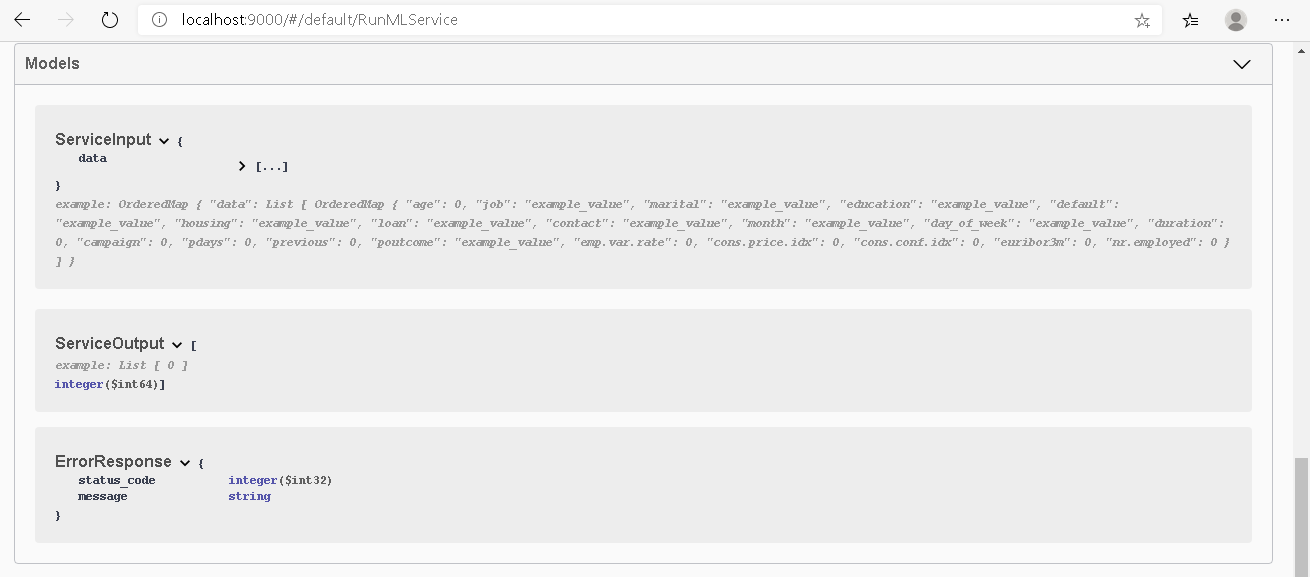 localhost:9000/#/default/RunMLService
Models
ServiceInput {
data [...]
}
example: OrderedMap { "data": List [ OrderedMap { "age": 0, "job": "example_value", "marital": "example_value", "education": "example_value", "default":
"example_value", "housing": "example_value", "loan": "example_value", "contact": "example_value", "month": "example_value", "day_of_week": "example_value", "duration":
0, "campaign": 0, "pdays": 0, "previous": 0, "poutcome": "example_value", "emp.var.rate": 0, "cons.price.idx": 0, "cons.conf.idx": 0, "euribor3m": 0, "nr.employed": 0 }
] }
ServiceOutput [
example: List [ 0 ]
integer($int64)]
ErrorResponse {
status_code integer($int32)
message string
}